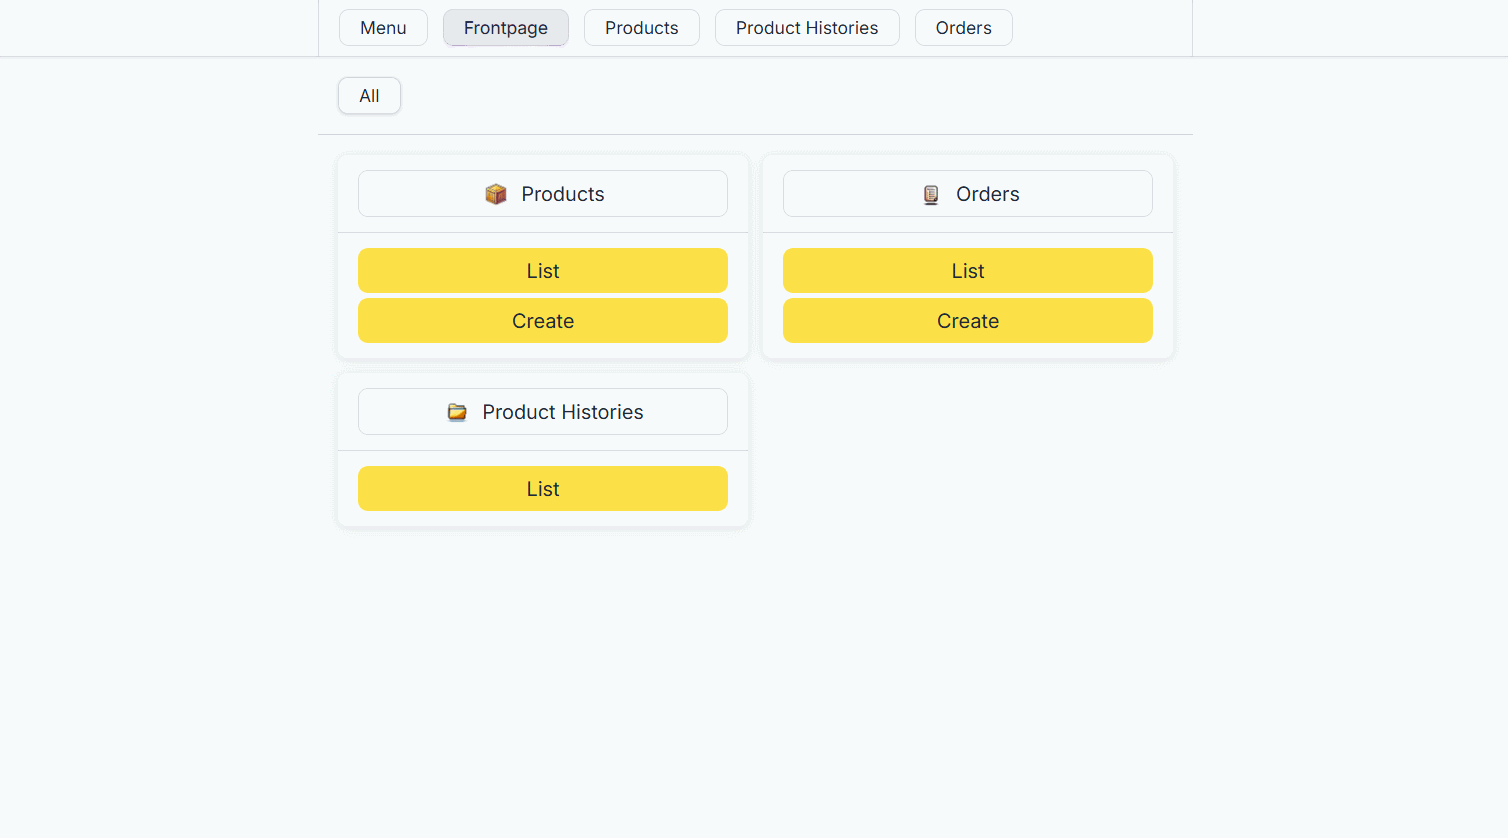 Menu Frontpage Products Product Histories Orders
All
Products
List
Create
Orders
List
Create
Product Histories
List